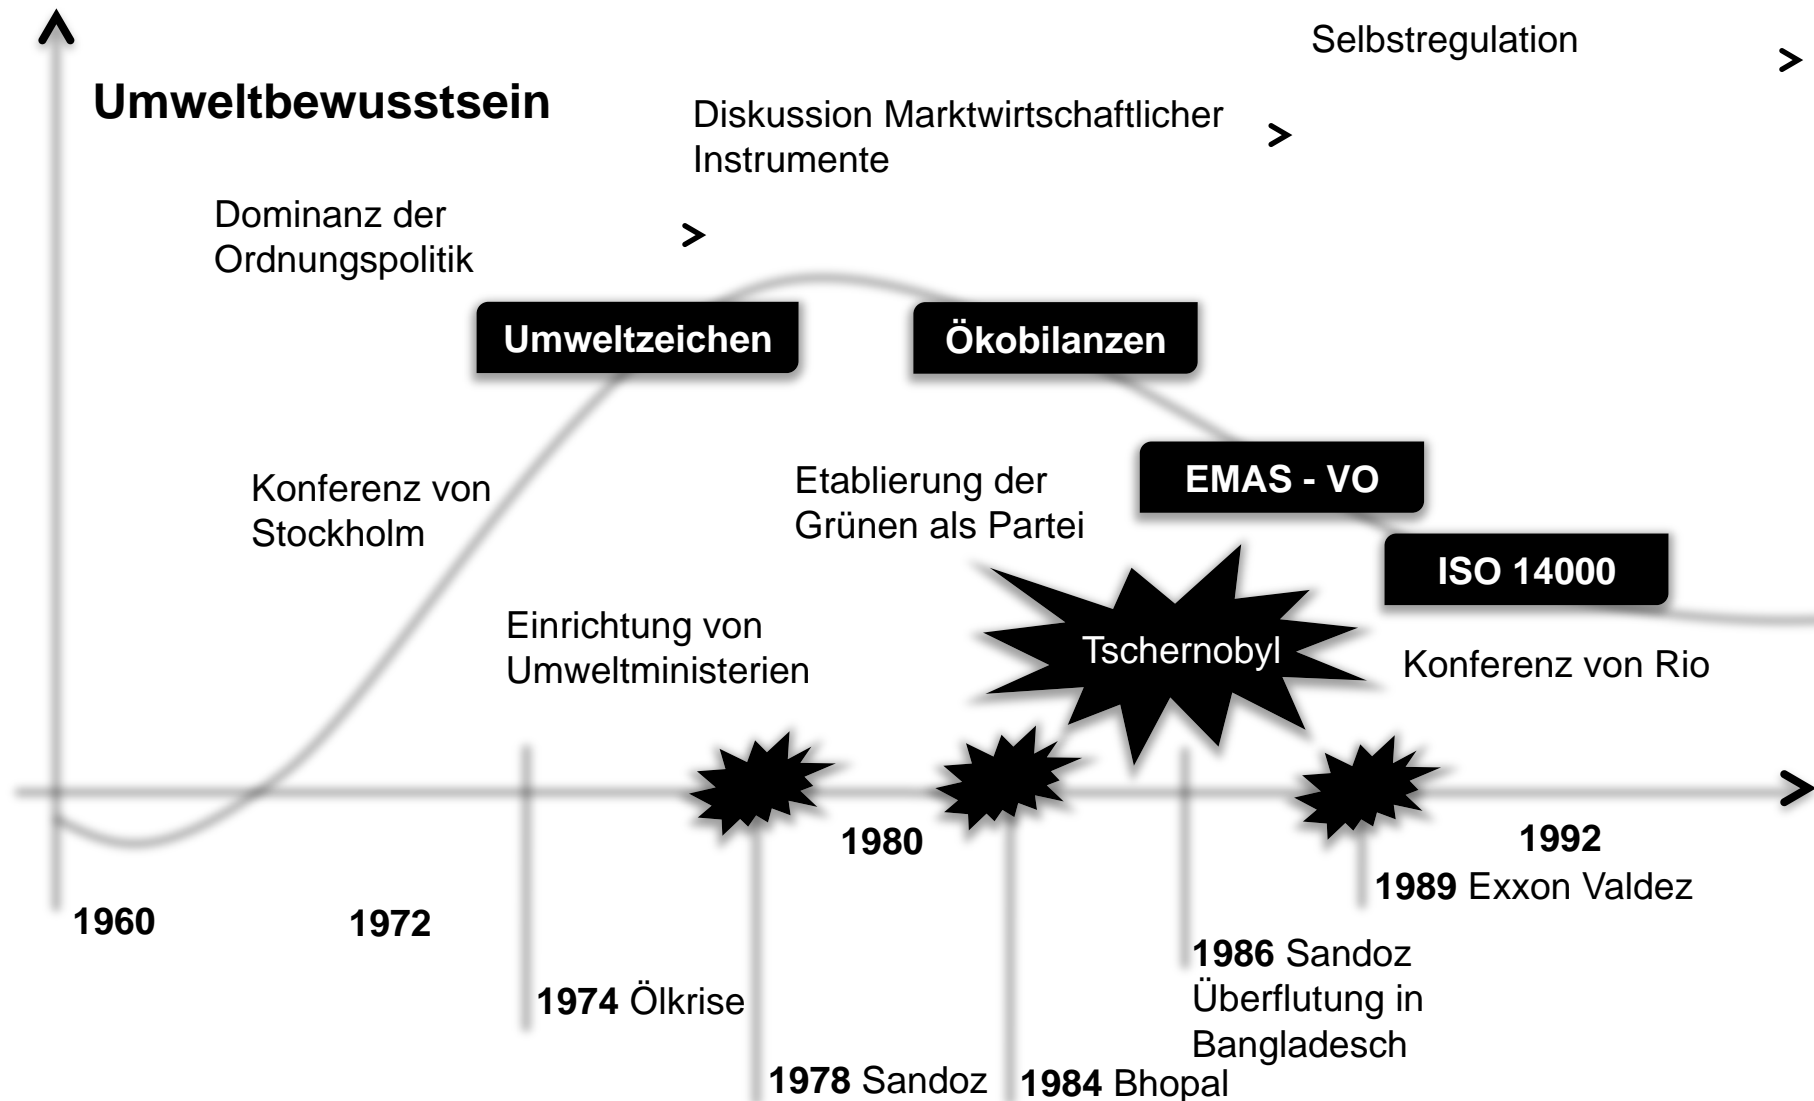 Selbstregulation
Umweltbewusstsein
Diskussion Marktwirtschaftlicher
Instrumente
Dominanz der
Ordnungspolitik
Umweltzeichen
Ökobilanzen
Konferenz von
Stockholm
Etablierung der
Grünen als Partei
EMAS - VO
ISO 14000
Einrichtung von
Umweltministerien
Tschernobyl
Konferenz von Rio
1980
1992
1989 Exxon Valdez
1960
1972
1986 Sandoz
Überflutung in
Bangladesch
1974 Ölkrise
1978 Sandoz
1984 Bhopal